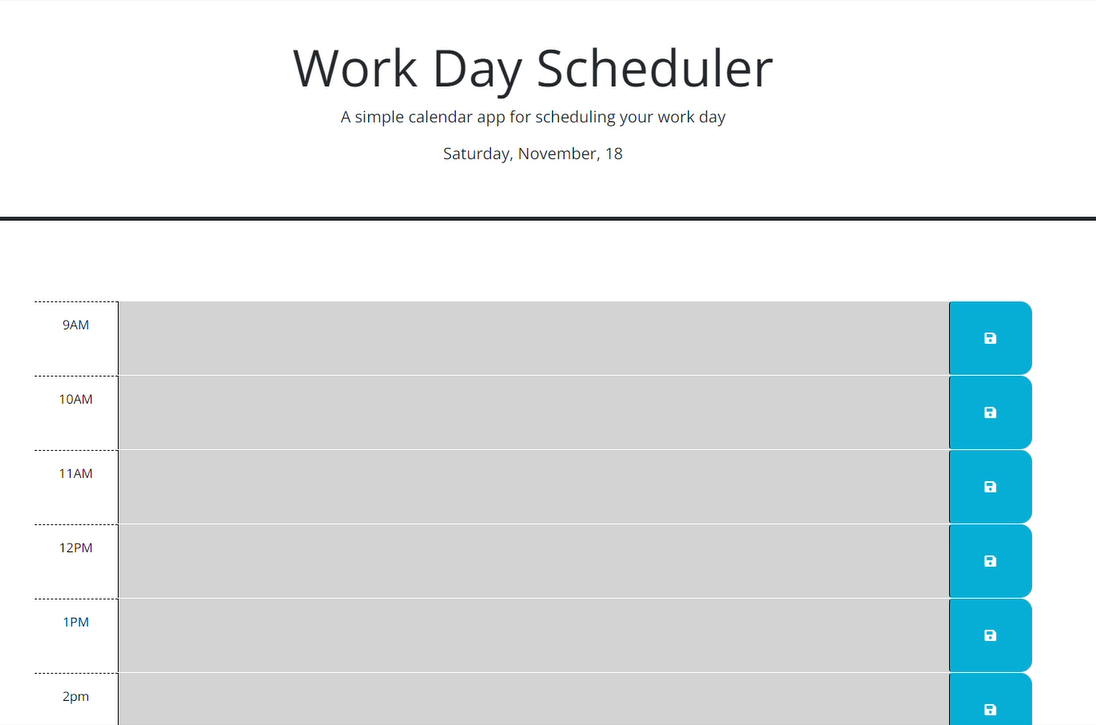 Work Day Scheduler
A simple calendar app for scheduling your work day
Saturday, November, 18
9AM
10AM
11AM
12PM
1PM
2pm